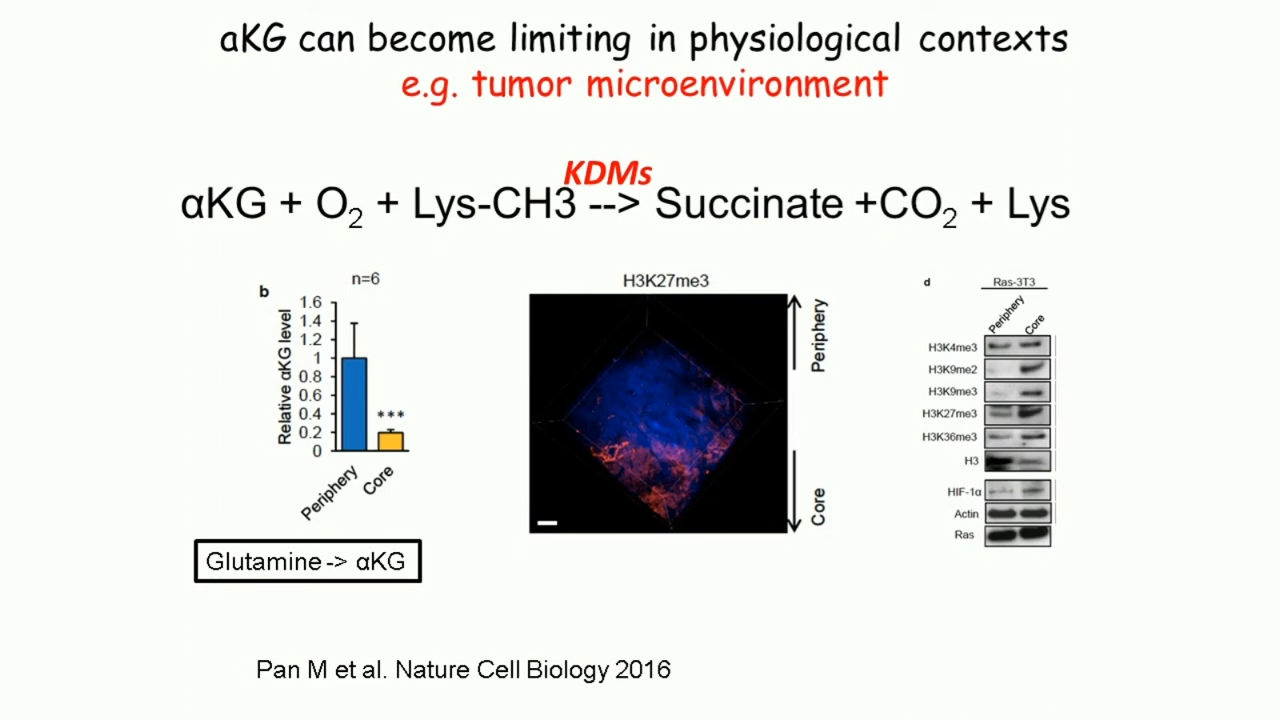 αKG can become limiting in physiological contexts
e.g. tumor microenvironment
KDMs
αKG + O₂ + Lys-CH3 --> Succinate +CO₂ + Lys
b
n=6
Relative αKG level
1.6
1.4
1.2
1
0.8
0.6
0.4
0.2
0
***
Periphery
Core
Glutamine -> αKG
H3K27me3
Periphery
Core
d
Ras-3T3
Periphery
Core
H3K4me3
H3K9me2
H3K9me3
H3K27me3
H3K36me3
H3
HIF-1α
Actin
Ras
Pan M et al. Nature Cell Biology 2016